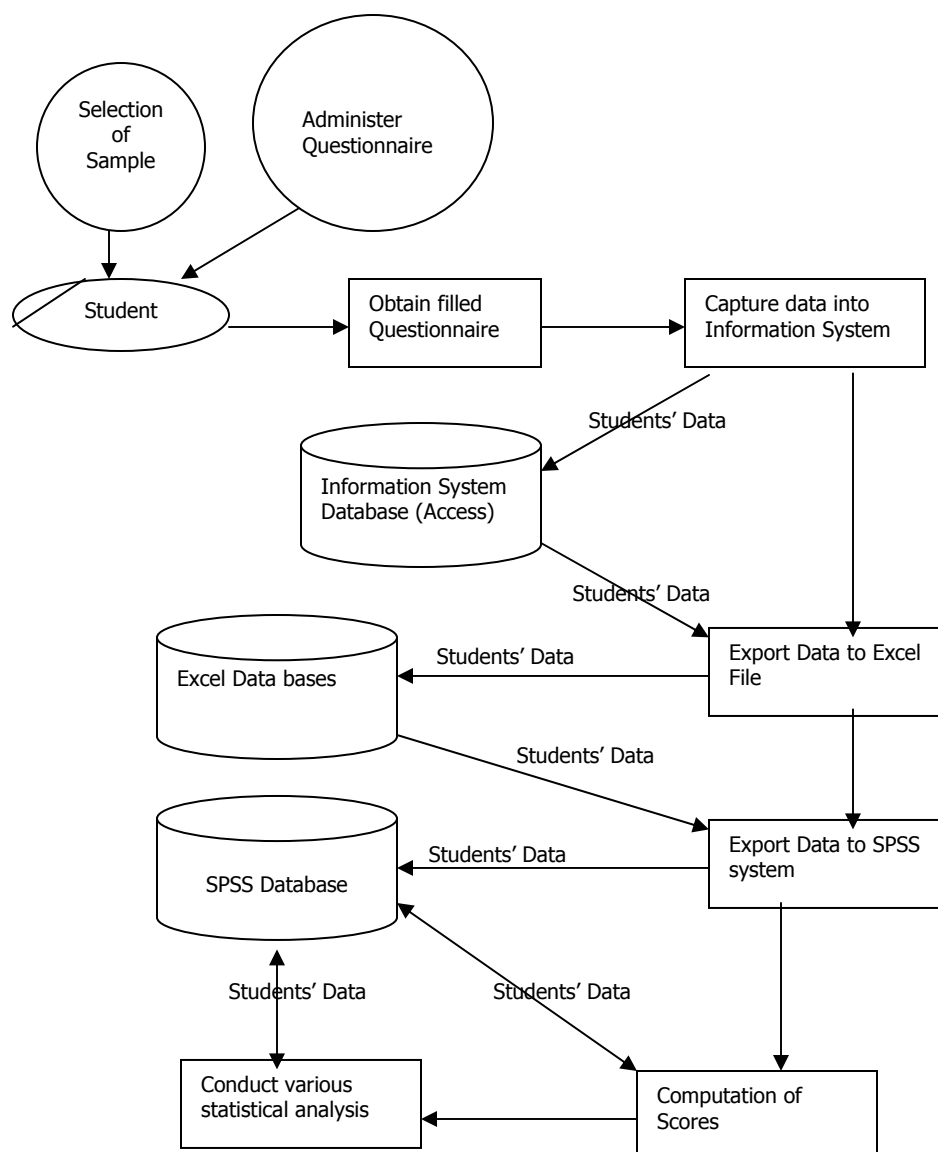 Selection
of
Sample
Administer
Questionnaire
Student
Obtain filled
Questionnaire
Capture data into
Information System
Students’ Data
Information System
Database (Access)
Students’ Data
Excel Data bases
Students’ Data
Export Data to Excel
File
Students’ Data
SPSS Database
Students’ Data
Export Data to SPSS
system
Students’ Data
Students’ Data
Conduct various
statistical analysis
Computation of
Scores